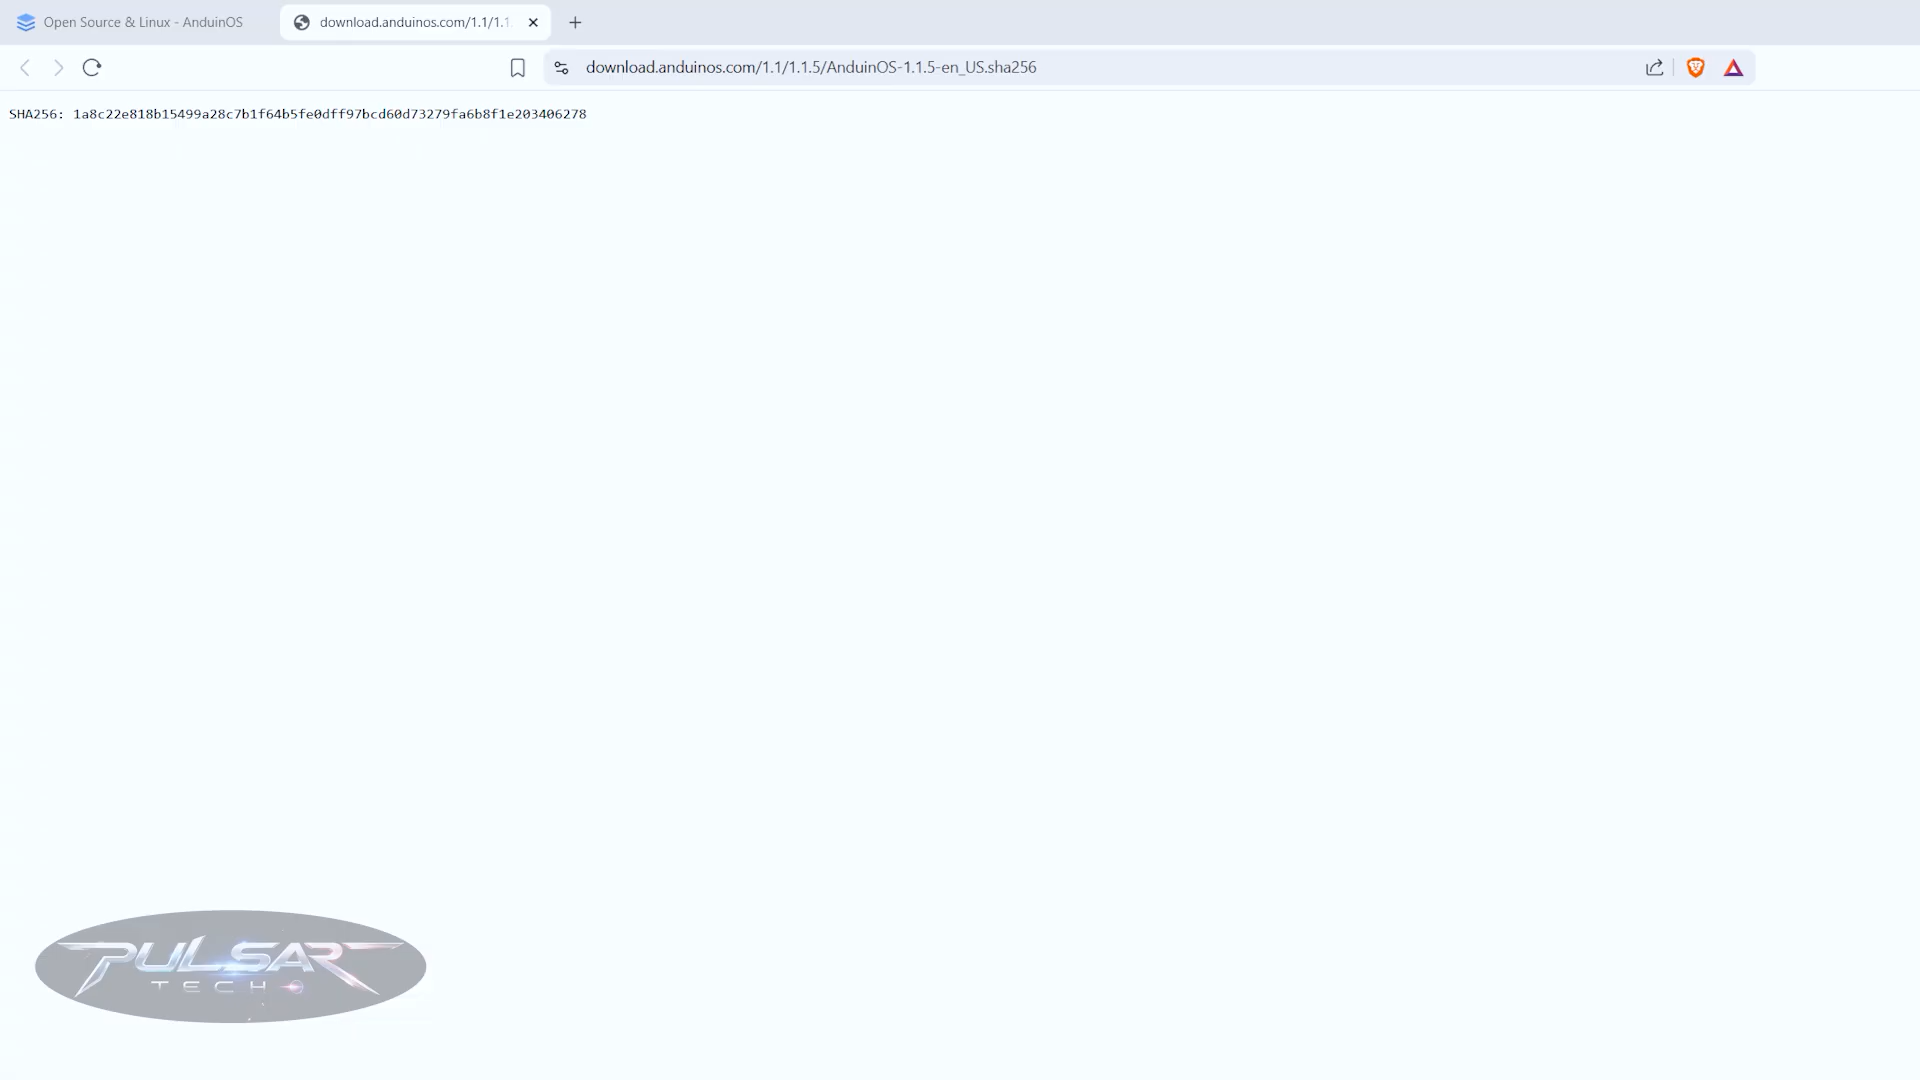 Open Source & Linux - AnduinOS
download.anduinos.com/1.1/1.1
download.anduinos.com/1.1/1.1.5/AnduinOS-1.1.5-en_US.sha256
SHA256: 1a8c22e818b15499a28c7b1f64b5fe0dff97bcd60d73279fa6b8f1e203406278
PULSAR
TECH